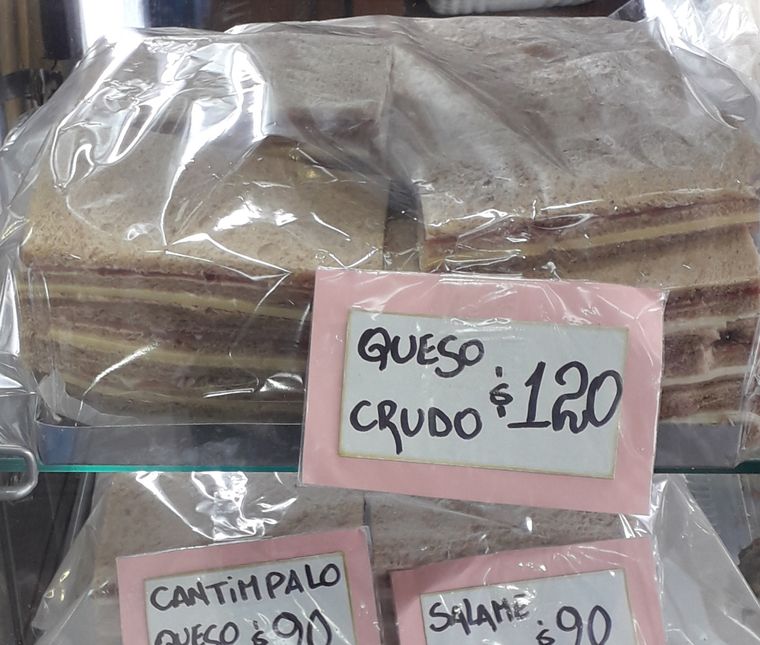 QUESO
CRUDO $120
CANTIMPALO
QUESO $90
SALAME $90